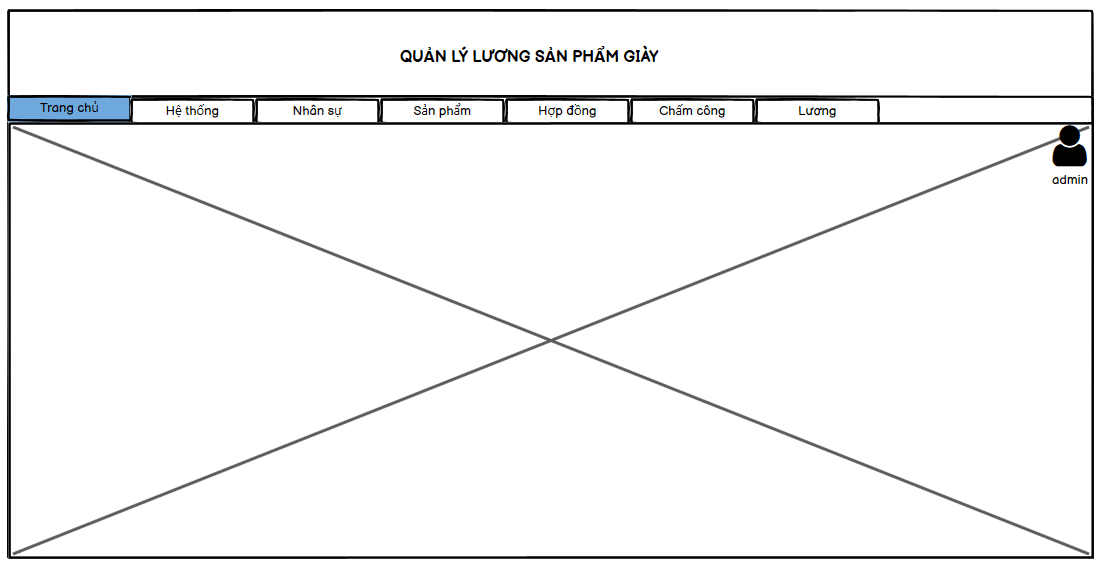 QUẢN LÝ LƯƠNG SẢN PHẨM GIÀY
Trang chủ
Hệ thống
Nhân sự
Sản phẩm
Hợp đồng
Chấm công
Lương
admin